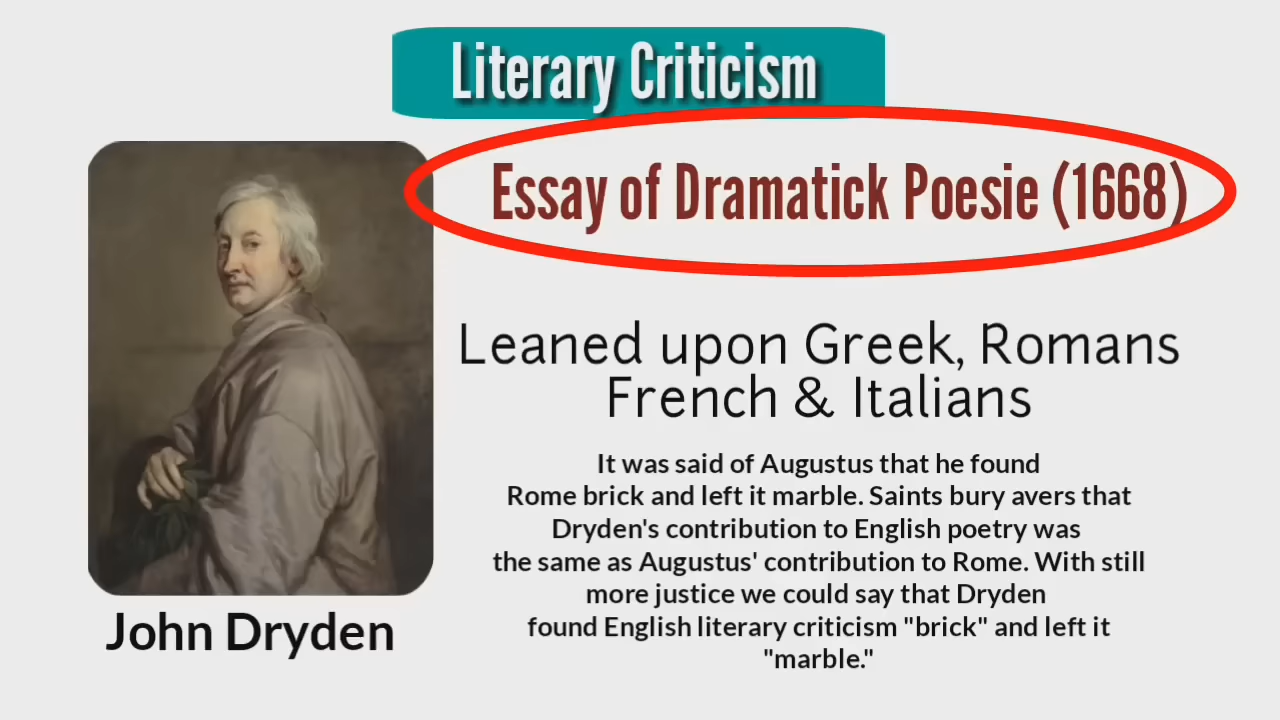 Literary Criticism
Essay of Dramatick Poesie (1668)
Leaned upon Greek, Romans
French & Italians
It was said of Augustus that he found
Rome brick and left it marble. Saints bury avers that
Dryden's contribution to English poetry was
the same as Augustus' contribution to Rome. With still
more justice we could say that Dryden
found English literary criticism "brick" and left it
"marble."
John Dryden